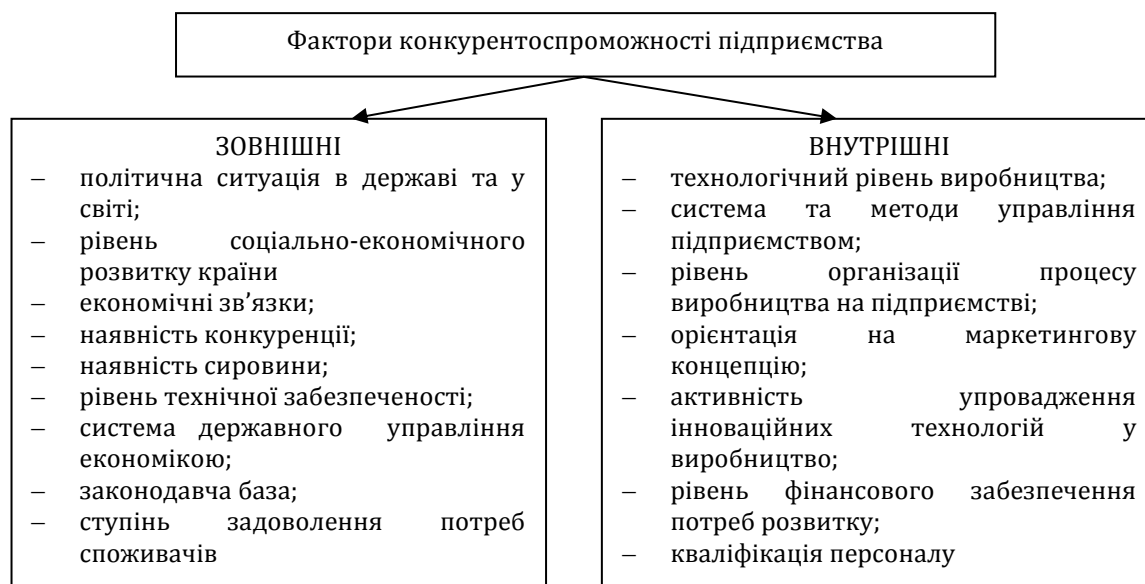 Фактори конкурентоспроможності підприємства
ЗОВНІШНІ
– політична ситуація в державі та у
світі;
– рівень соціально-економічного
розвитку країни
– економічні зв’язки;
– наявність конкуренції;
– наявність сировини;
– рівень технічної забезпеченості;
– система державного управління
економікою;
– законодавча база;
– ступінь задоволення потреб
споживачів
ВНУТРІШНІ
– технологічний рівень виробництва;
– система та методи управління
підприємством;
– рівень організації процесу
виробництва на підприємстві;
– орієнтація на маркетингову
концепцію;
– активність упровадження
інноваційних технологій у
виробництво;
– рівень фінансового забезпечення
потреб розвитку;
– кваліфікація персоналу